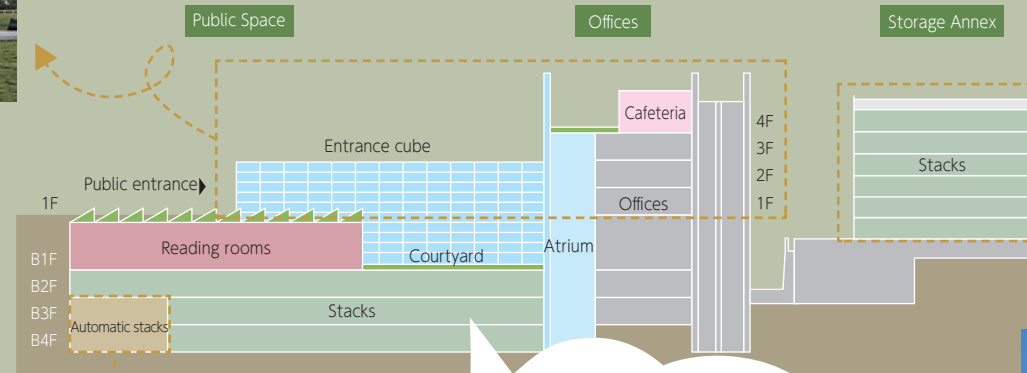 Public Space
Offices
Storage Annex
Cafeteria
4F
Entrance cube
3F
Stacks
2F
Public entrance
1F
Offices
1F
Reading rooms
Atrium
B1F
Courtyard
B2F
B3F
Stacks
Automatic stacks
B4F